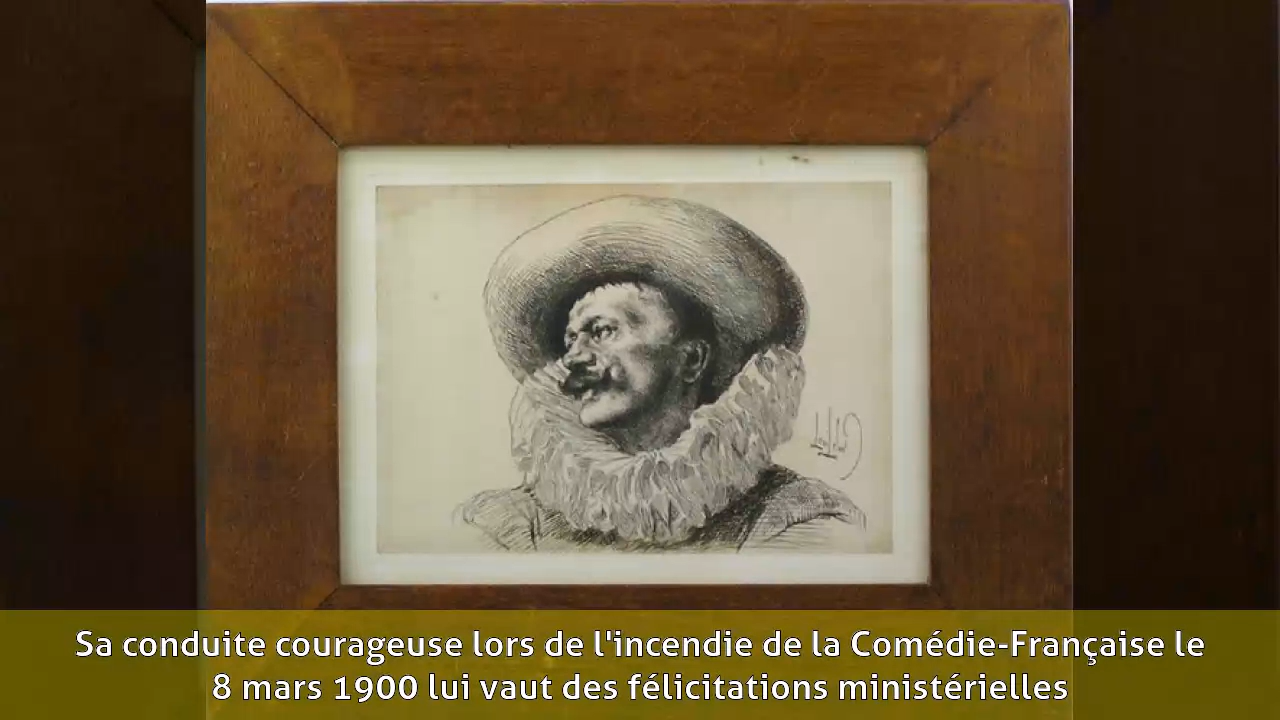 Sa conduite courageuse lors de l'incendie de la Comédie-Française le
8 mars 1900 lui vaut des félicitations ministérielles